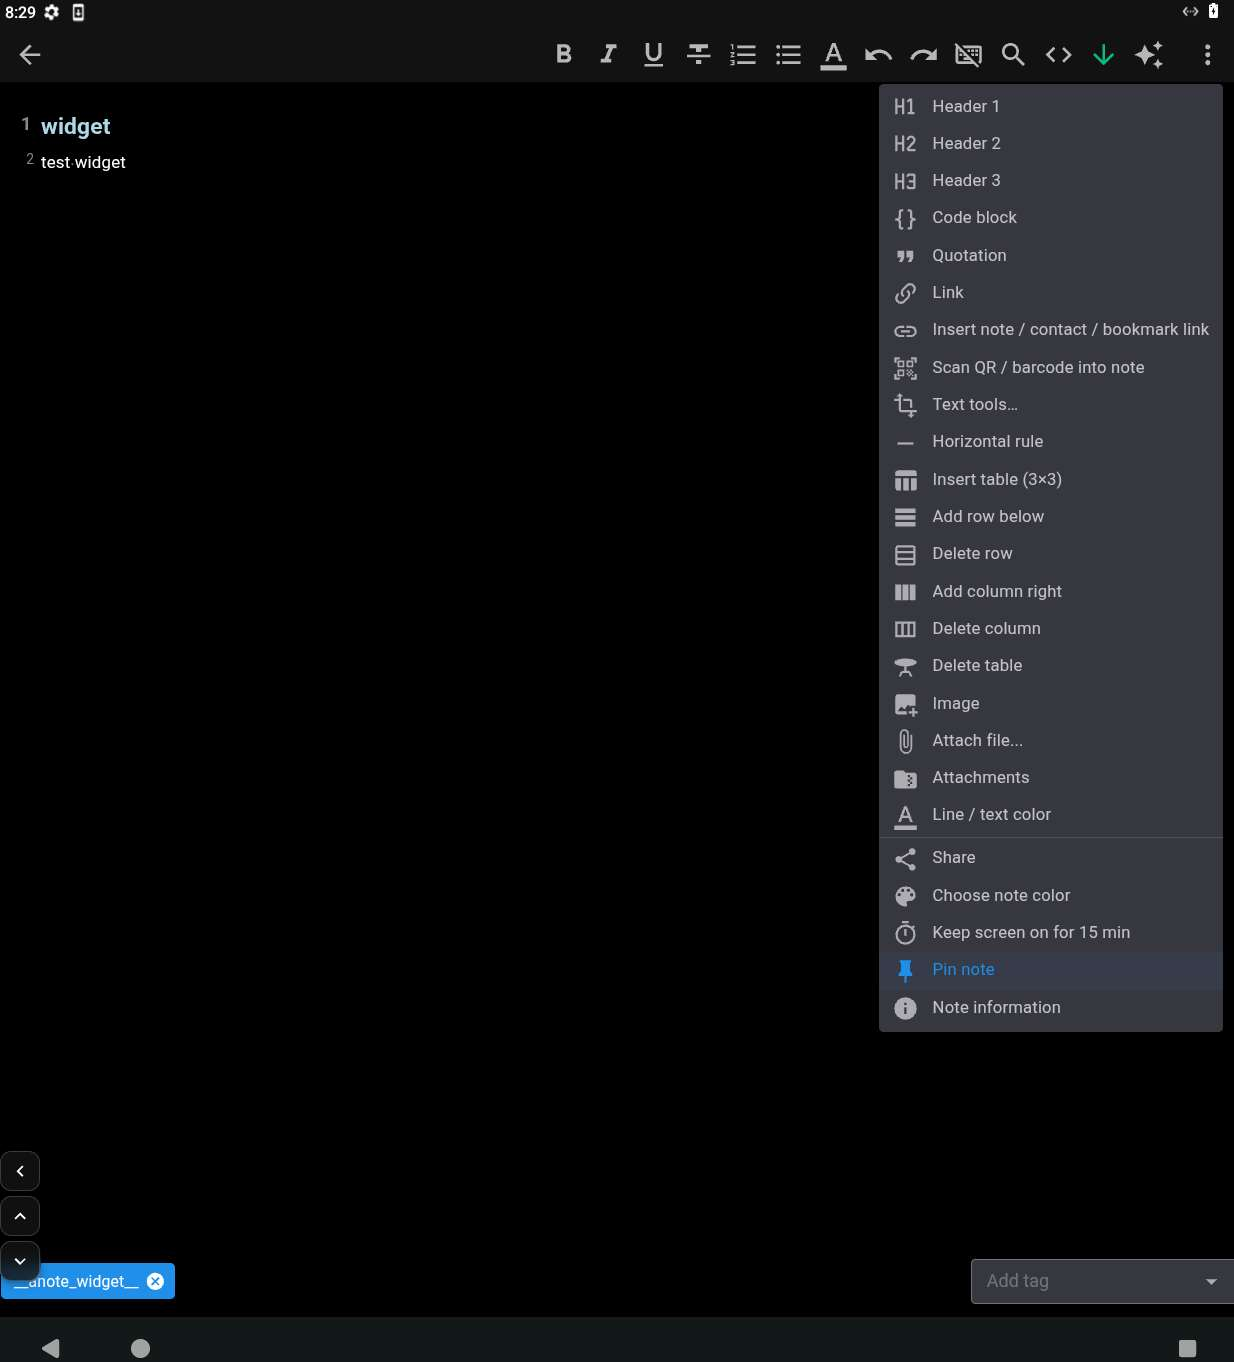 8:29
1 widget
2 test widget
H1 Header 1
H2 Header 2
H3 Header 3
Code block
Quotation
Link
Insert note / contact / bookmark link
Scan QR / barcode into note
Text tools…
Horizontal rule
Insert table (3×3)
Add row below
Delete row
Add column right
Delete column
Delete table
Image
Attach file...
Attachments
Line / text color
Share
Choose note color
Keep screen on for 15 min
Pin note
Note information
__anote_widget__
Add tag